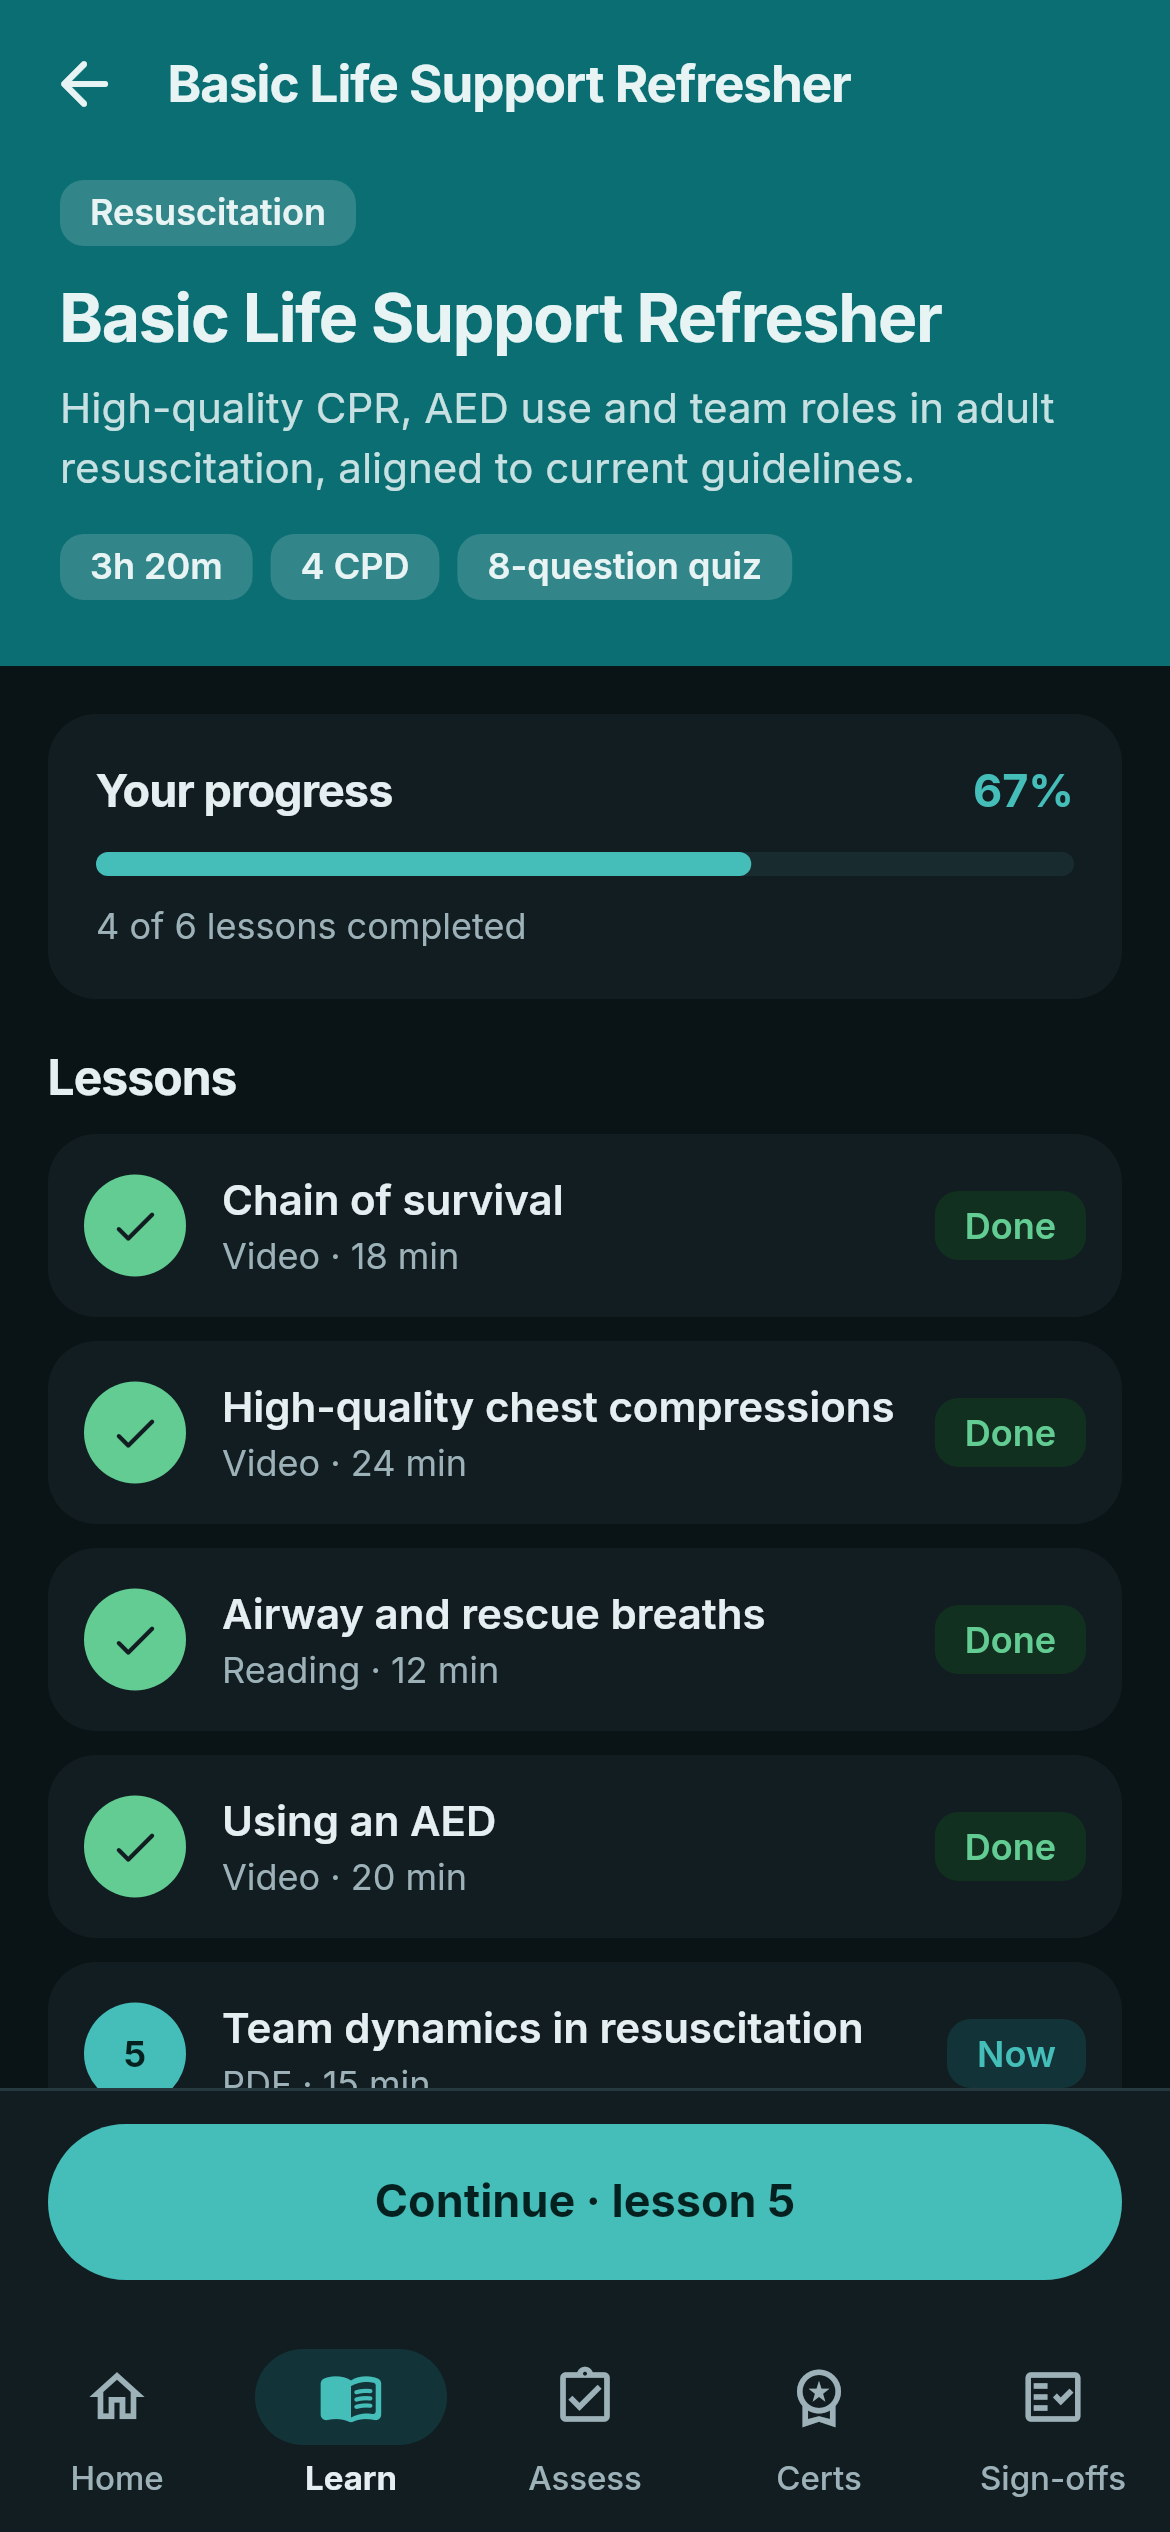 Basic Life Support Refresher
Resuscitation
Basic Life Support Refresher
High-quality CPR, AED use and team roles in adult
resuscitation, aligned to current guidelines.
3h 20m
4 CPD
8-question quiz
Your progress
67%
4 of 6 lessons completed
Lessons
Chain of survival
Video · 18 min
Done
High-quality chest compressions
Video · 24 min
Done
Airway and rescue breaths
Reading · 12 min
Done
Using an AED
Video · 20 min
Done
5
Team dynamics in resuscitation
PDF · 15 min
Now
Continue · lesson 5
Home
Learn
Assess
Certs
Sign-offs